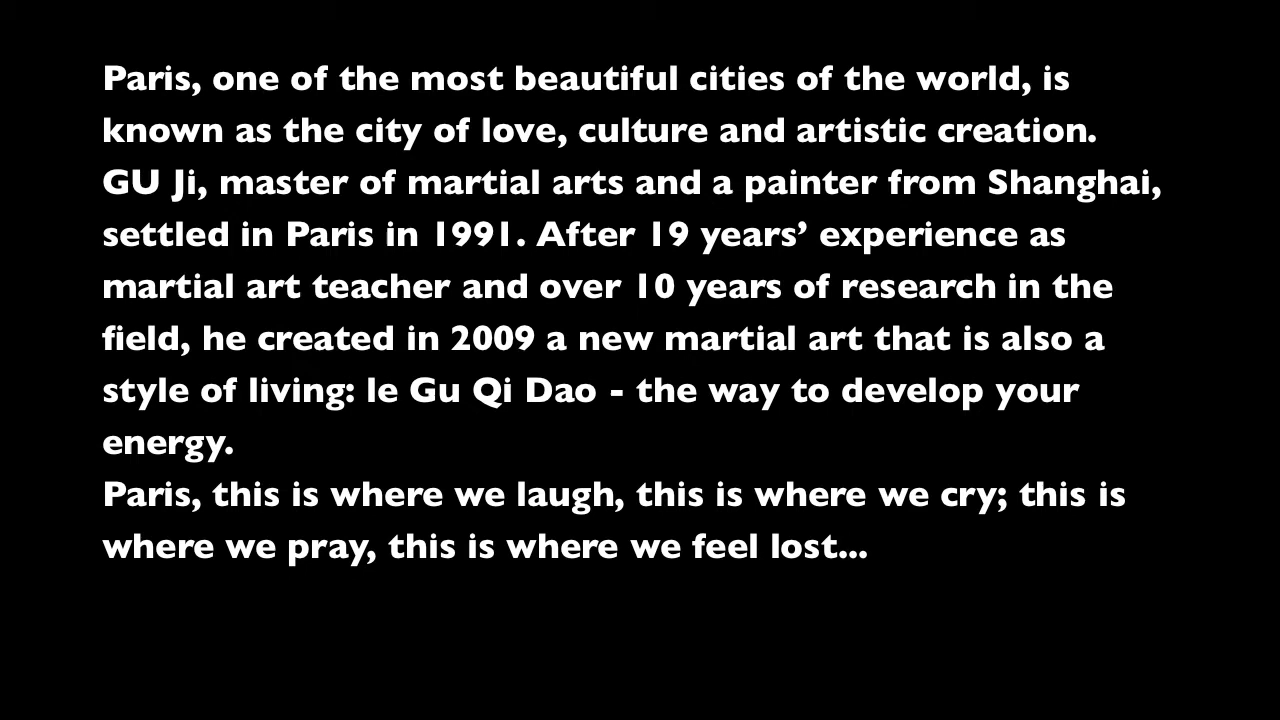 Paris, one of the most beautiful cities of the world, is
known as the city of love, culture and artistic creation.
GU Ji, master of martial arts and a painter from Shanghai,
settled in Paris in 1991. After 19 years’ experience as
martial art teacher and over 10 years of research in the
field, he created in 2009 a new martial art that is also a
style of living: le Gu Qi Dao - the way to develop your
energy.
Paris, this is where we laugh, this is where we cry; this is
where we pray, this is where we feel lost...